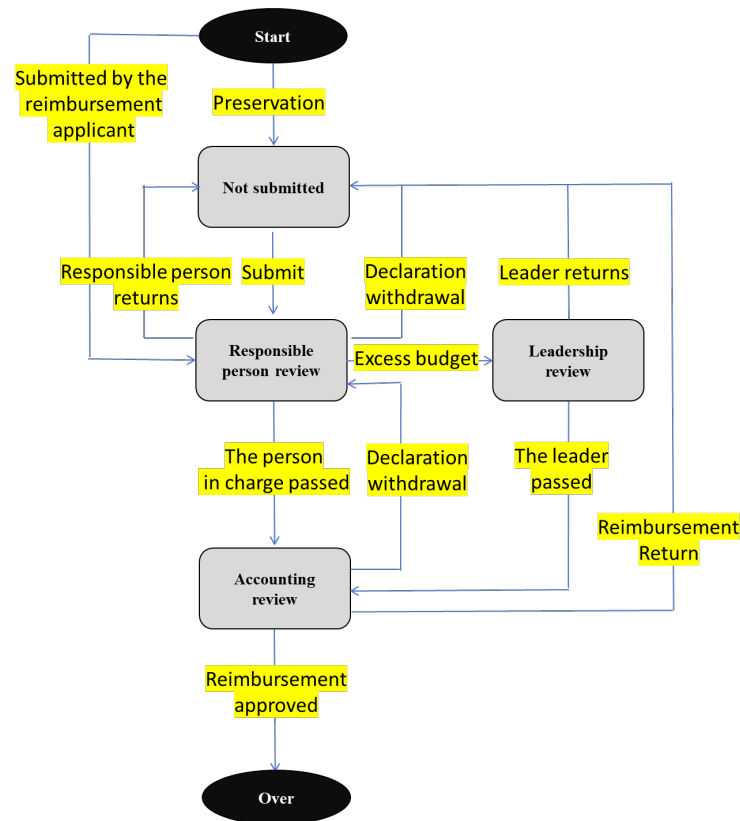 Start
Submitted by the
reimbursement
applicant
Preservation
Not submitted
Responsible person
returns
Submit
Declaration
withdrawal
Leader returns
Responsible
person review
Excess budget
Leadership
review
The person
in charge passed
Declaration
withdrawal
The leader
passed
Reimbursement
Return
Accounting
review
Reimbursement
approved
Over